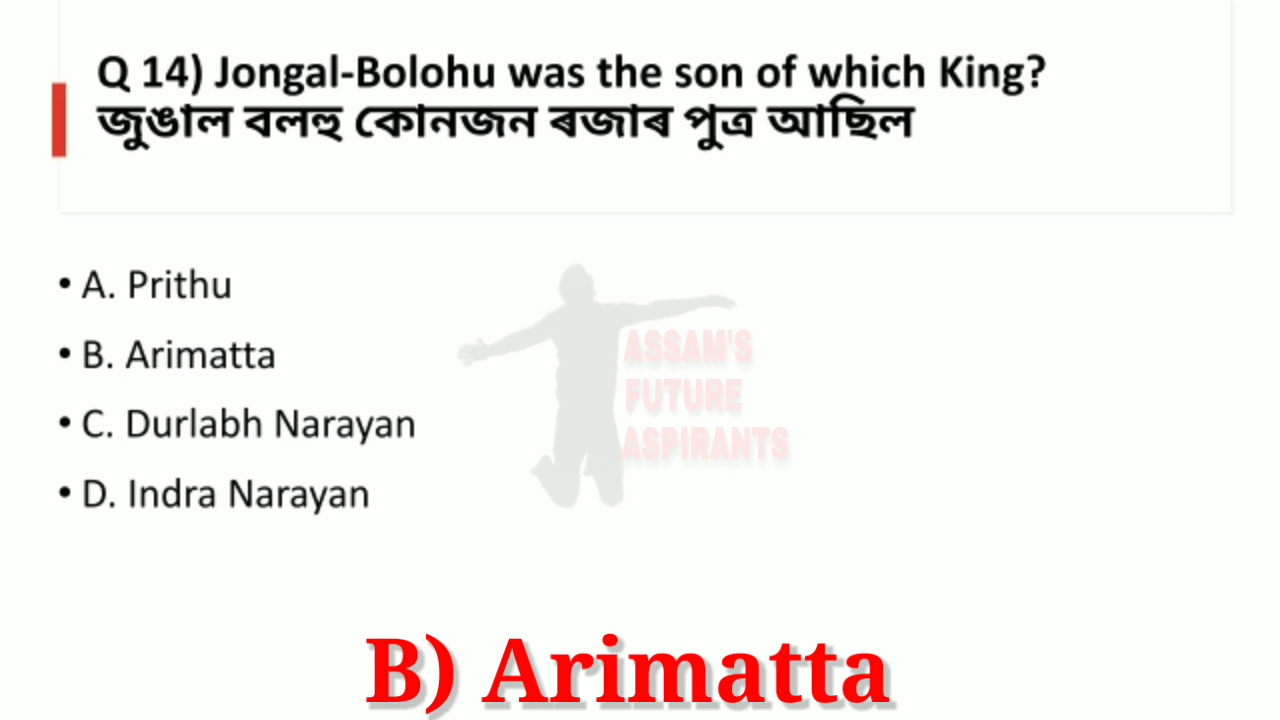 Q 14) Jongal-Bolohu was the son of which King?
জুঙাল বলহু কোনজন ৰজাৰ পুত্ৰ আছিল
• A. Prithu
• B. Arimatta
• C. Durlabh Narayan
• D. Indra Narayan
ASSAM'S
FUTURE
ASPIRANTS
B) Arimatta